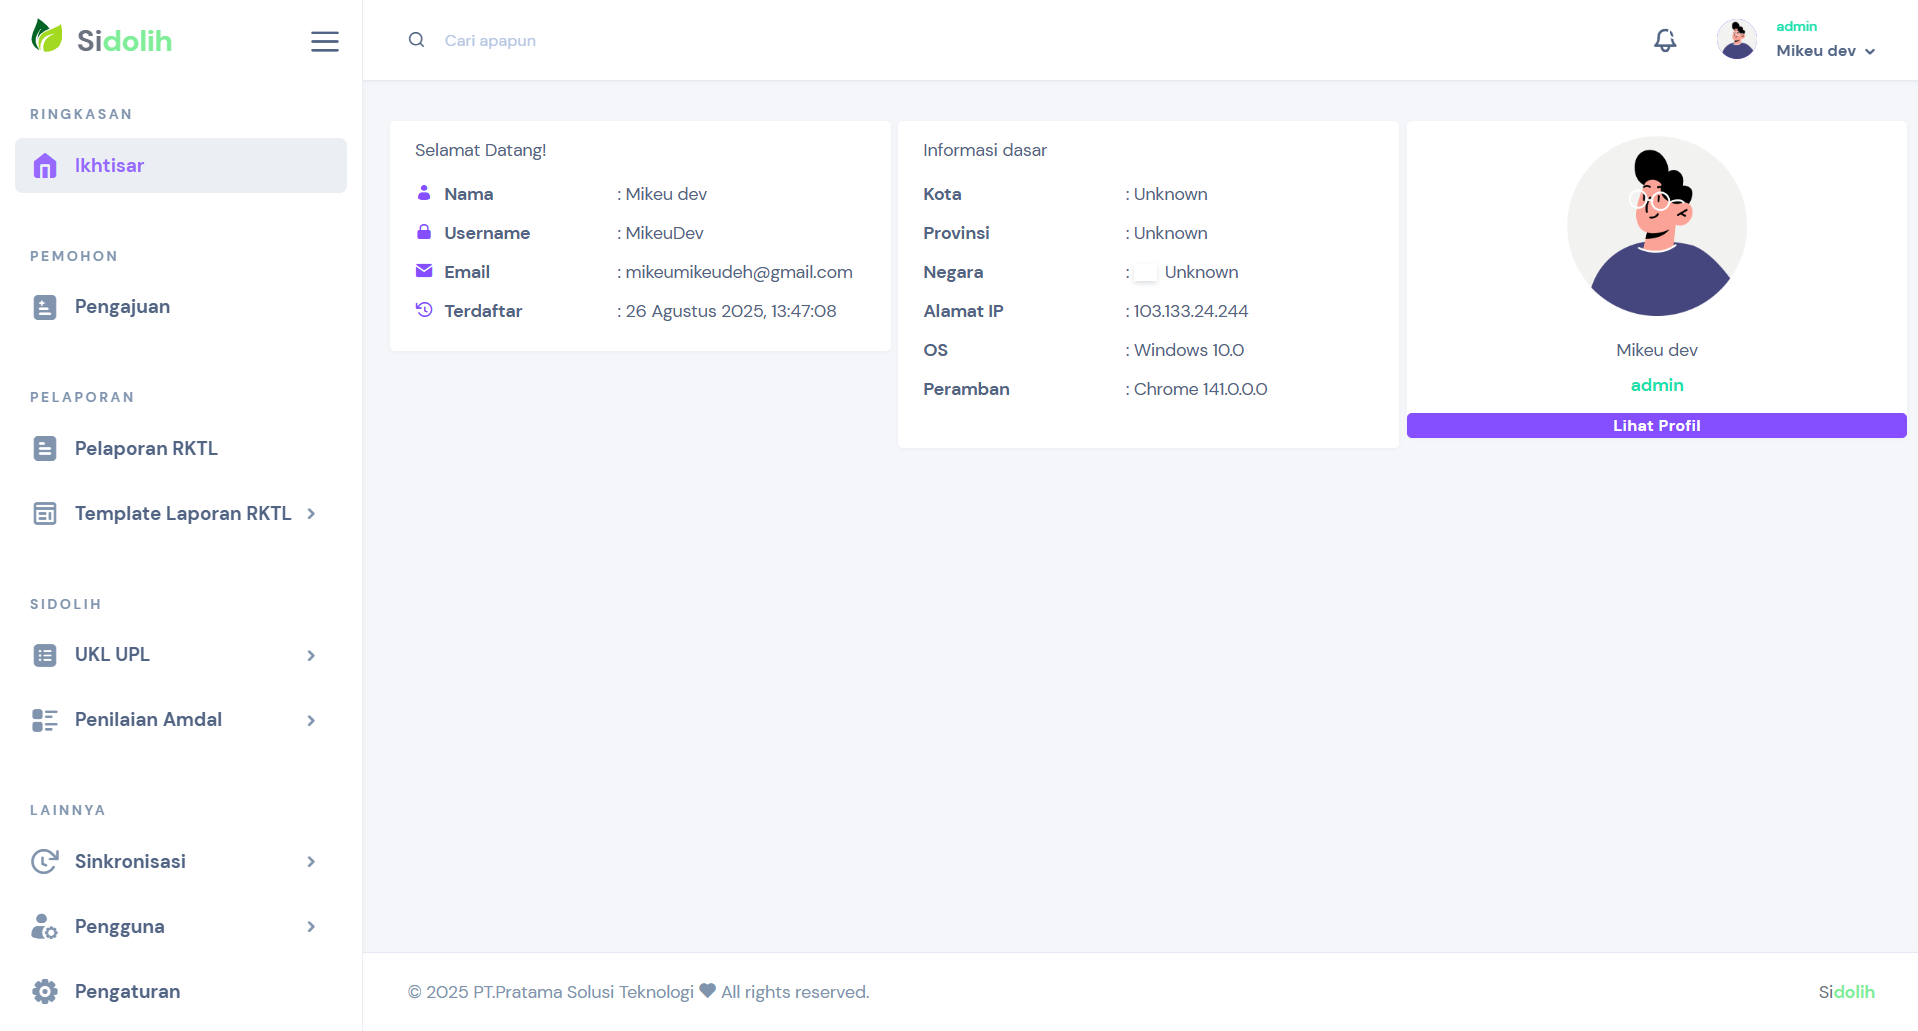 Sidolih
RINGKASAN
Ikhtisar
PEMOHON
Pengajuan
PELAPORAN
Pelaporan RKTL
Template Laporan RKTL
SIDOLIH
UKL UPL
Penilaian Amdal
LAINNYA
Sinkronisasi
Pengguna
Pengaturan
Cari apapun
admin
Mikeu dev
Selamat Datang!
Nama : Mikeu dev
Username : MikeuDev
Email : mikeumikeudeh@gmail.com
Terdaftar : 26 Agustus 2025, 13:47:08
Informasi dasar
Kota : Unknown
Provinsi : Unknown
Negara : Unknown
Alamat IP : 103.133.24.244
OS : Windows 10.0
Peramban : Chrome 141.0.0.0
Mikeu dev
admin
Lihat Profil
© 2025 PT.Pratama Solusi Teknologi ♥ All rights reserved.
Sidolih